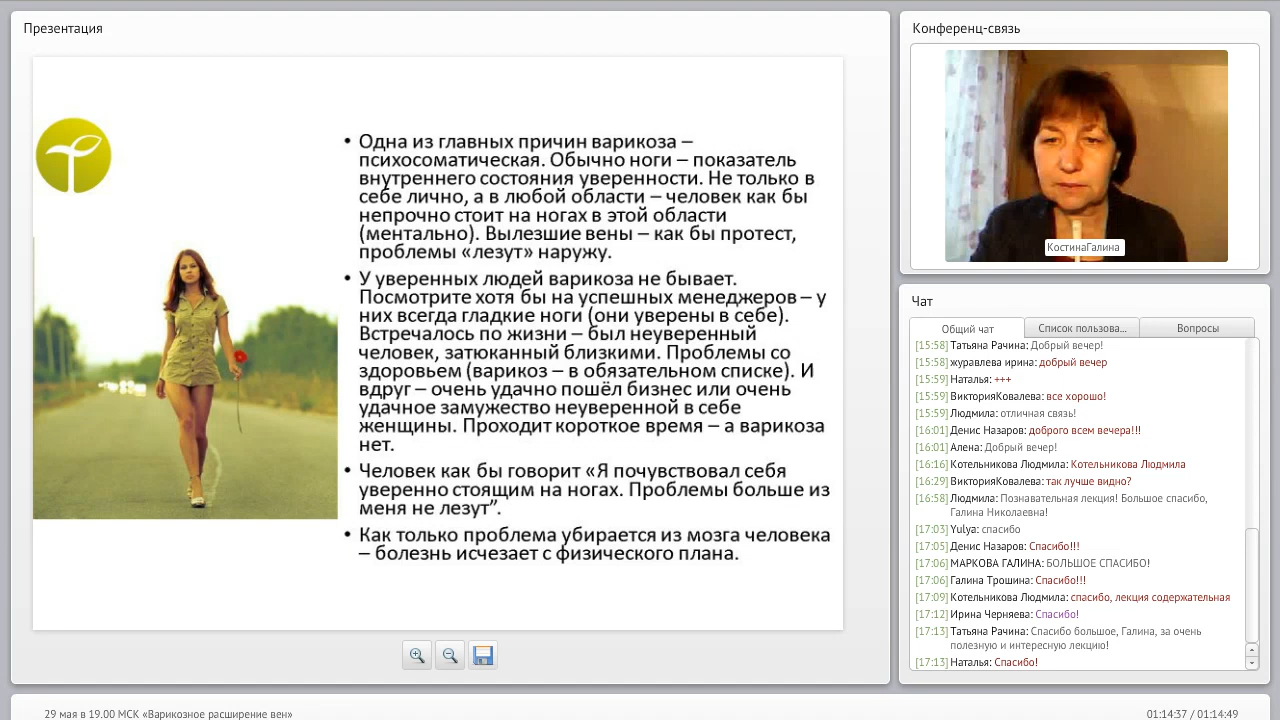 Презентация
• Одна из главных причин варикоза –
психосоматическая. Обычно ноги – показатель
внутреннего состояния уверенности. Не только в
себе лично, а в любой области – человек как бы
непрочно стоит на ногах в этой области
(ментально). Вылезшие вены – как бы протест,
проблемы «лезут» наружу.
• У уверенных людей варикоза не бывает.
Посмотрите хотя бы на успешных менеджеров – у
них всегда гладкие ноги (они уверены в себе).
Встречалось по жизни – был неуверенный
человек, затюканный близкими. Проблемы со
здоровьем (варикоз – в обязательном списке). И
вдруг – очень удачно пошёл бизнес или очень
удачное замужество неуверенной в себе
женщины. Проходит короткое время – а варикоза
нет.
• Человек как бы говорит «Я почувствовал себя
уверенно стоящим на ногах. Проблемы больше из
меня не лезут”.
• Как только проблема убирается из мозга человека
– болезнь исчезает с физического плана.
Конференц-связь
КостинаГалина
Чат
Общий чат Список пользова... Вопросы
[15:58] Татьяна Рачина: Добрый вечер!
[15:58] журавлева ирина: добрый вечер
[15:59] Наталья: +++
[15:59] ВикторияКовалева: все хорошо!
[15:59] Людмила: отличная связь!
[16:01] Денис Назаров: доброго всем вечера!!!
[16:01] Алена: Добрый вечер!
[16:16] Котельникова Людмила: Котельникова Людмила
[16:29] ВикторияКовалева: так лучше видно?
[16:58] Людмила: Познавательная лекция! Большое спасибо,
Галина Николаевна!
[17:03] Yulya: спасибо
[17:05] Денис Назаров: Спасибо!!!
[17:06] МАРКОВА ГАЛИНА: БОЛЬШОЕ СПАСИБО!
[17:06] Галина Трошина: Спасибо!!!
[17:09] Котельникова Людмила: спасибо, лекция содержательная
[17:12] Ирина Черняева: Спасибо!
[17:13] Татьяна Рачина: Спасибо большое, Галина, за очень
полезную и интересную лекцию!
[17:13] Наталья: Спасибо!
29 мая в 19.00 МСК «Варикозное расширение вен»
01:14:37 / 01:14:49